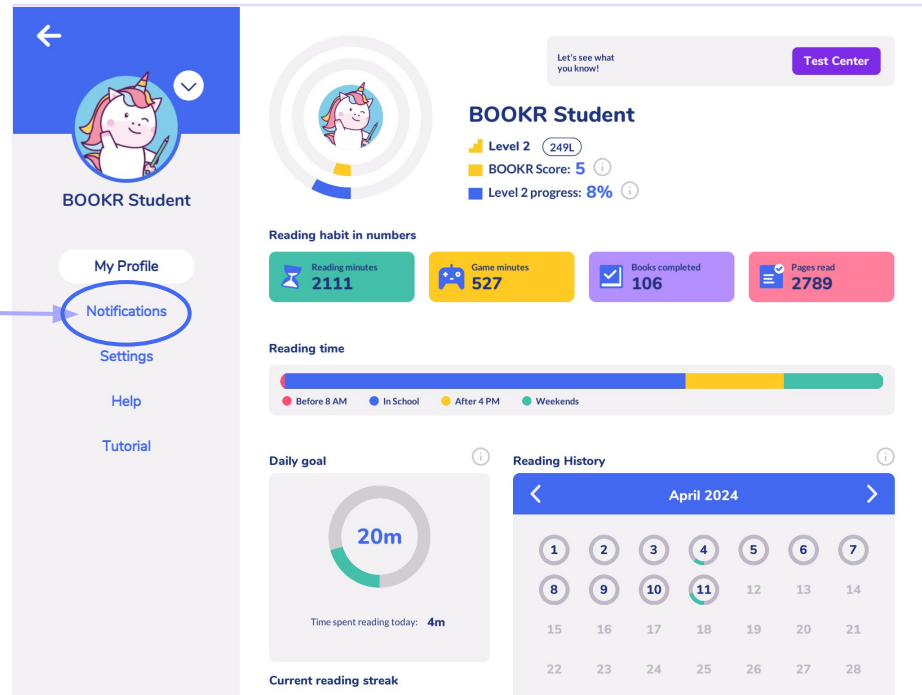 BOOKR Student
My Profile
Notifications
Settings
Help
Tutorial
Let's see what
you know!
Test Center
BOOKR Student
Level 2 249L
BOOKR Score: 5 i
Level 2 progress: 8% i
Reading habit in numbers
Reading minutes
2111
Game minutes
527
Books completed
106
Pages read
2789
Reading time
Before 8 AM In School After 4 PM Weekends
Daily goal i
20m
Time spent reading today: 4m
Current reading streak
Reading History i
April 2024
1 2 3 4 5 6 7
8 9 10 11 12 13 14
15 16 17 18 19 20 21
22 23 24 25 26 27 28